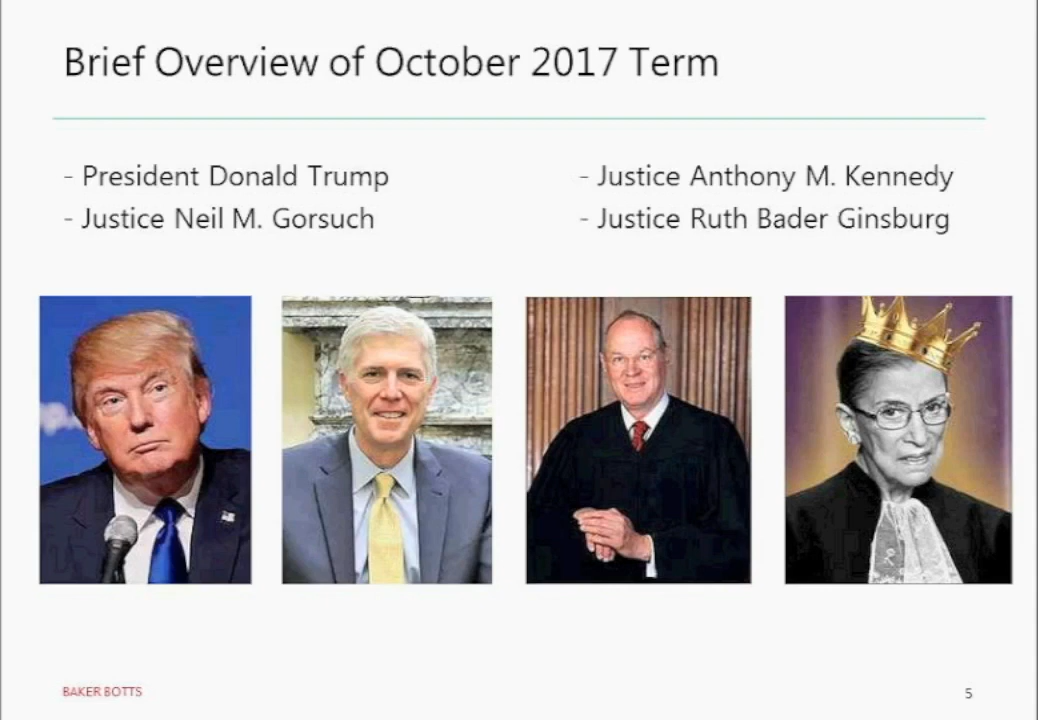 Brief Overview of October 2017 Term
- President Donald Trump
- Justice Neil M. Gorsuch
- Justice Anthony M. Kennedy
- Justice Ruth Bader Ginsburg
BAKER BOTTS
5